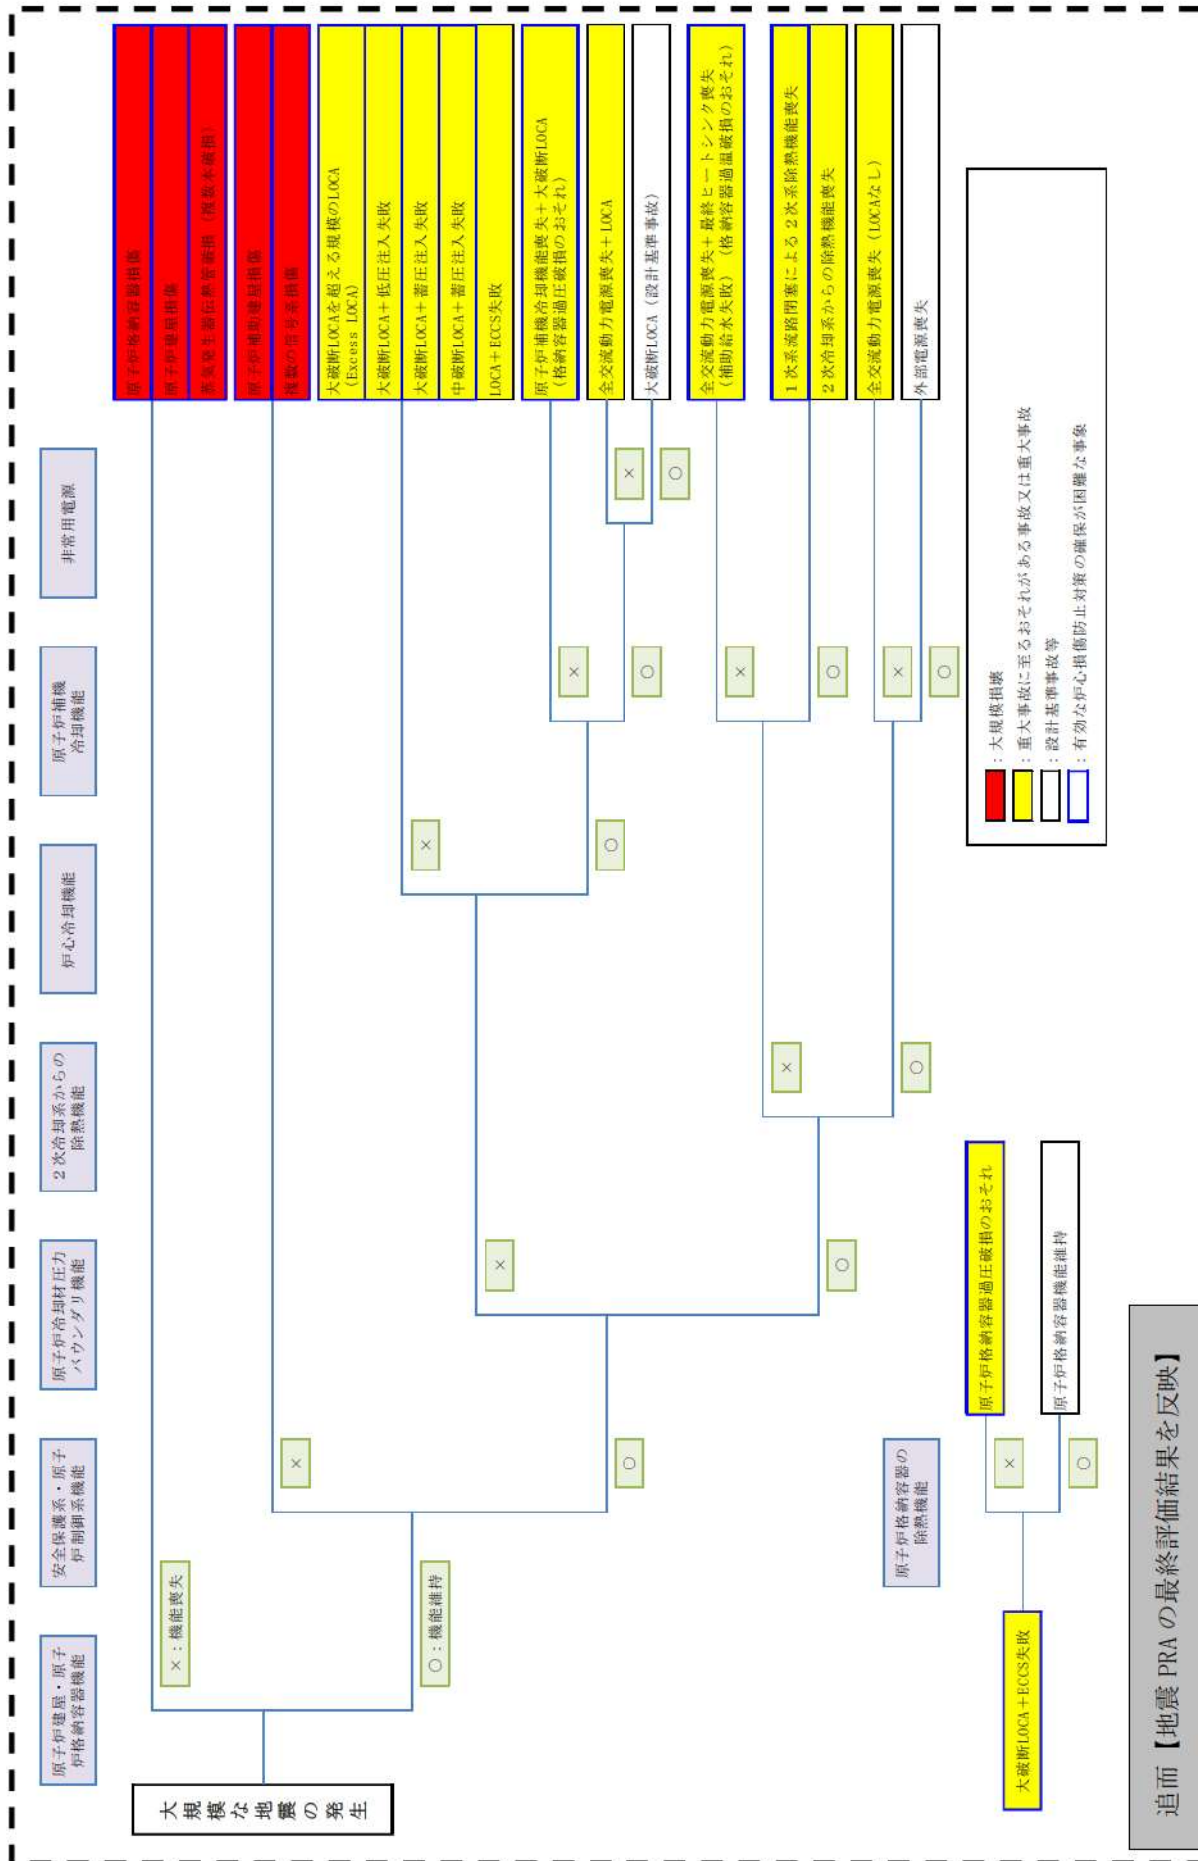 大規模な地震の発生
原子炉建屋・原子
炉格納容器機能
安全保護系・原子
炉制御系機能
原子炉冷却材圧力
バウンダリ機能
2次冷却系からの
除熱機能
炉心冷却機能
原子炉補機
冷却機能
非常用電源
×：機能喪失
○：機能維持
×
○
×
○
×
○
×
○
×
○
×
○
×
○
×
○
原子炉格納容器損傷
原子炉建屋損傷
蒸気発生器伝熱管破損（複数本破損）
原子炉補助建屋損傷
複数の信号系損傷
大破断LOCAを超える規模のLOCA
(Excess LOCA)
大破断LOCA＋低圧注入失敗
大破断LOCA＋蓄圧注入失敗
中破断LOCA＋蓄圧注入失敗
LOCA＋ECCS失敗
原子炉補機冷却機能喪失＋大破断LOCA
（格納容器過圧破損のおそれ）
全交流動力電源喪失＋LOCA
大破断LOCA（設計基準事故）
全交流動力電源喪失＋最終ヒートシンク喪失
（補助給水失敗）（格納容器過温破損のおそれ）
1次系流路閉塞による2次系除熱機能喪失
2次冷却系からの除熱機能喪失
全交流動力電源喪失（LOCAなし）
外部電源喪失
原子炉格納容器の
除熱機能
大破断LOCA＋ECCS失敗
×
○
原子炉格納容器過圧破損のおそれ
原子炉格納容器機能維持
：大規模損壊
：重大事故に至るおそれがある事故又は重大事故
：設計基準事故等
：有効な炉心損傷防止対策の確保が困難な事象
追而【地震PRAの最終評価結果を反映】